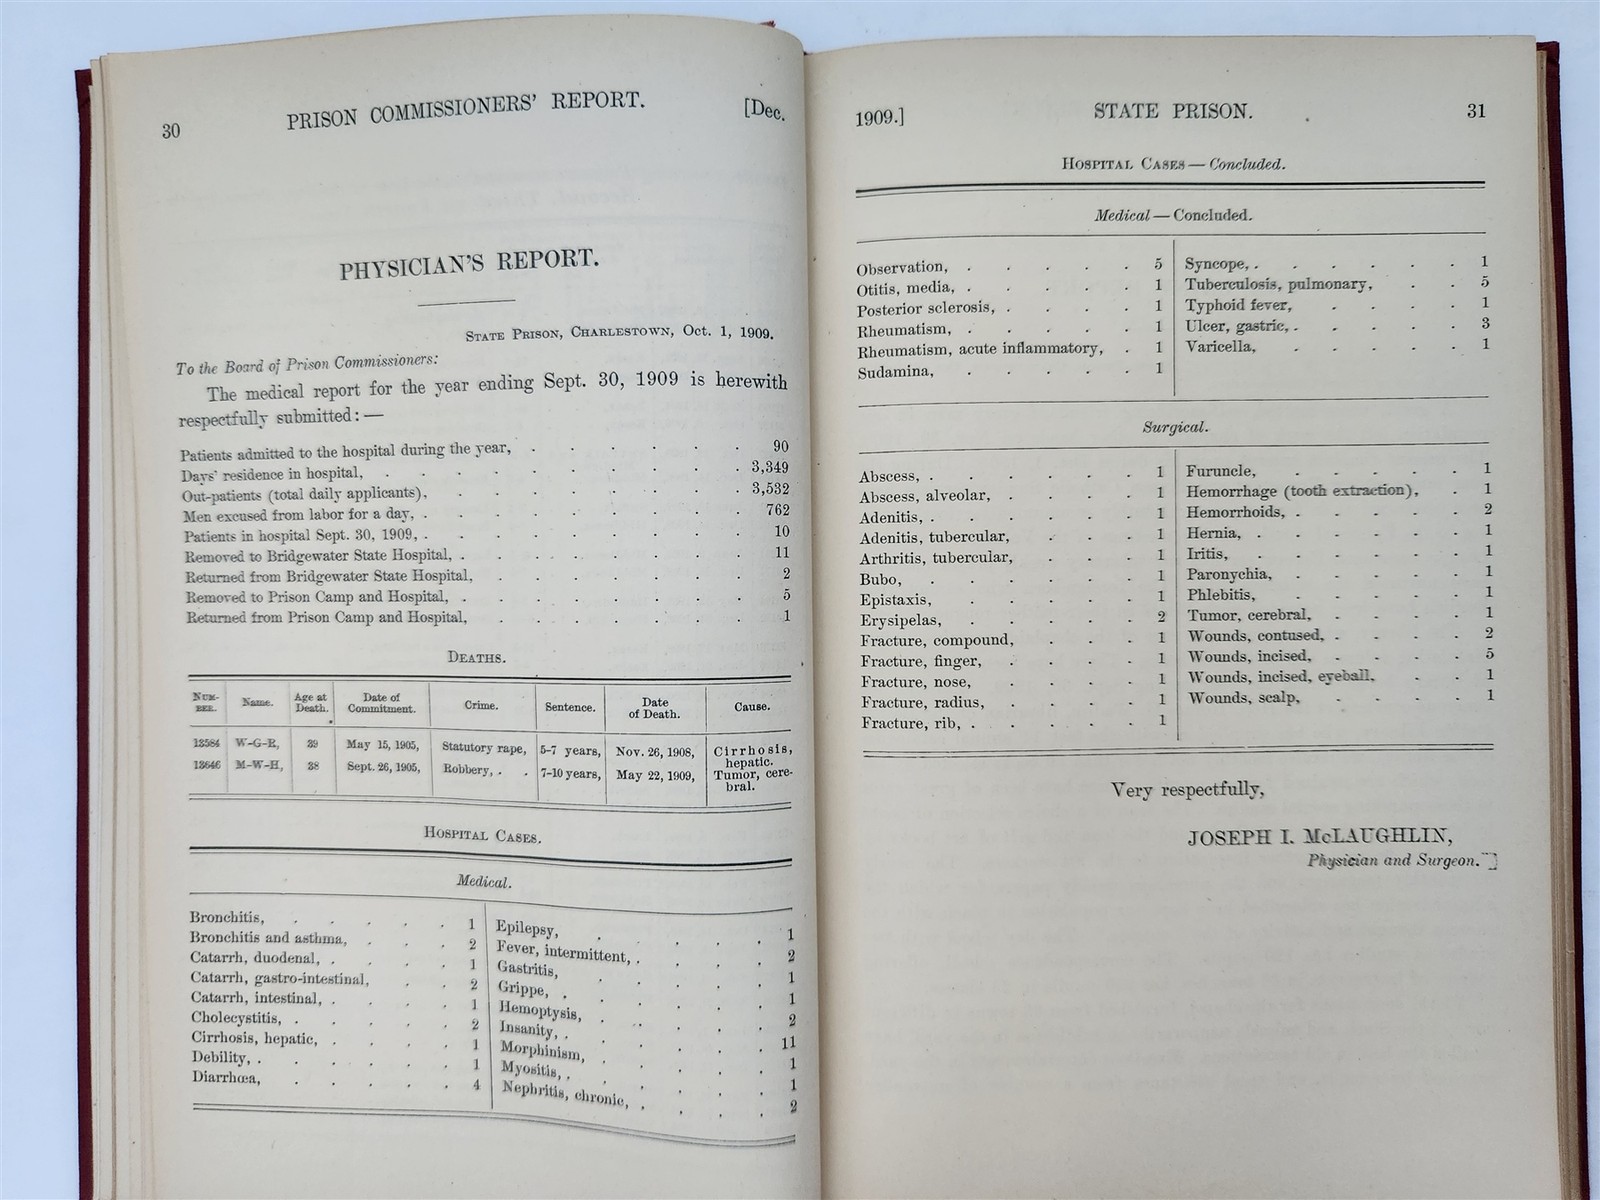 30 PRISON COMMISSIONERS' REPORT. [Dec.
PHYSICIAN'S REPORT.
STATE PRISON, CHARLESTOWN, Oct. 1, 1909.
To the Board of Prison Commissioners:
The medical report for the year ending Sept. 30, 1909 is herewith
respectfully submitted: —
Patients admitted to the hospital during the year, 90
Days' residence in hospital, 3,349
Out-patients (total daily applicants), 3,532
Men excused from labor for a day, 762
Patients in hospital Sept. 30, 1909, 10
Removed to Bridgewater State Hospital, 11
Returned from Bridgewater State Hospital, 2
Removed to Prison Camp and Hospital, 5
Returned from Prison Camp and Hospital, 1
DEATHS.
NUM-BER. Name. Age at Death. Date of Commitment. Crime. Sentence. Date of Death. Cause.
13584 W-G-R, 39 May 15, 1905, Statutory rape, 5-7 years, Nov. 26, 1908, Cirrhosis, hepatic.
13646 M-W-H, 38 Sept. 26, 1905, Robbery, 7-10 years, May 22, 1909, Tumor, cere-bral.
HOSPITAL CASES.
Medical.
Bronchitis, 1
Bronchitis and asthma, 2
Catarrh, duodenal, 1
Catarrh, gastro-intestinal, 2
Catarrh, intestinal, 1
Cholecystitis, 2
Cirrhosis, hepatic, 1
Debility, 1
Diarrhœa, 4
Epilepsy, 1
Fever, intermittent, 2
Gastritis, 1
Grippe, 1
Hemoptysis, 2
Insanity, 11
Morphinism, 1
Myositis, 1
Nephritis, chronic, 2
1909.] STATE PRISON. 31
HOSPITAL CASES — Concluded.
Medical — Concluded.
Observation, 5
Otitis, media, 1
Posterior sclerosis, 1
Rheumatism, 1
Rheumatism, acute inflammatory, 1
Sudamina, 1
Syncope, 1
Tuberculosis, pulmonary, 5
Typhoid fever, 1
Ulcer, gastric, 3
Varicella, 1
Surgical.
Abscess, 1
Abscess, alveolar, 1
Adenitis, 1
Adenitis, tubercular, 1
Arthritis, tubercular, 1
Bubo, 1
Epistaxis, 1
Erysipelas, 2
Fracture, compound, 1
Fracture, finger, 1
Fracture, nose, 1
Fracture, radius, 1
Fracture, rib, 1
Furuncle, 1
Hemorrhage (tooth extraction), 1
Hemorrhoids, 2
Hernia, 1
Iritis, 1
Paronychia, 1
Phlebitis, 1
Tumor, cerebral, 1
Wounds, contused, 2
Wounds, incised, 5
Wounds, incised, eyeball, 1
Wounds, scalp, 1
Very respectfully,
JOSEPH I. McLAUGHLIN,
Physician and Surgeon.